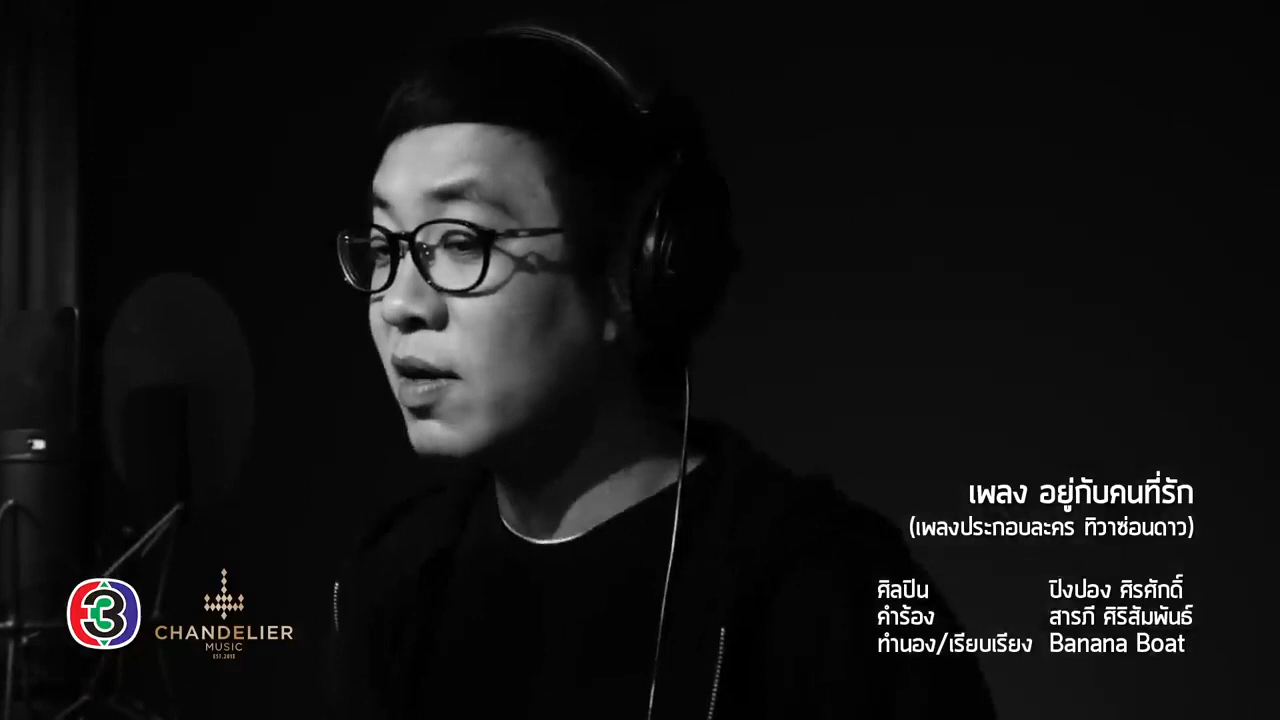 เพลง อยู่กับคนที่รัก
(เพลงประกอบละคร ทิวาซ่อนดาว)
ศิลปิน ปิงปอง ศิรศักดิ์
คำร้อง สารภี ศิริสัมพันธ์
ทำนอง/เรียบเรียง Banana Boat
3
CHANDELIER
MUSIC
EST.2015